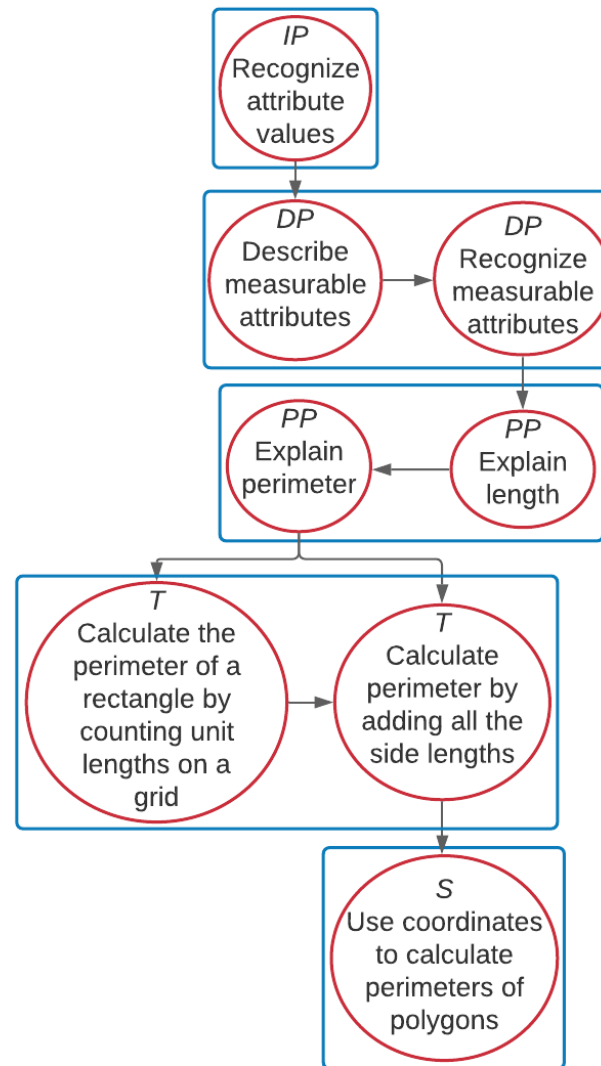 IP
Recognize
attribute
values
DP
Describe
measurable
attributes
DP
Recognize
measurable
attributes
PP
Explain
perimeter
PP
Explain
length
T
Calculate the
perimeter of a
rectangle by
counting unit
lengths on a
grid
T
Calculate
perimeter by
adding all the
side lengths
S
Use coordinates
to calculate
perimeters of
polygons